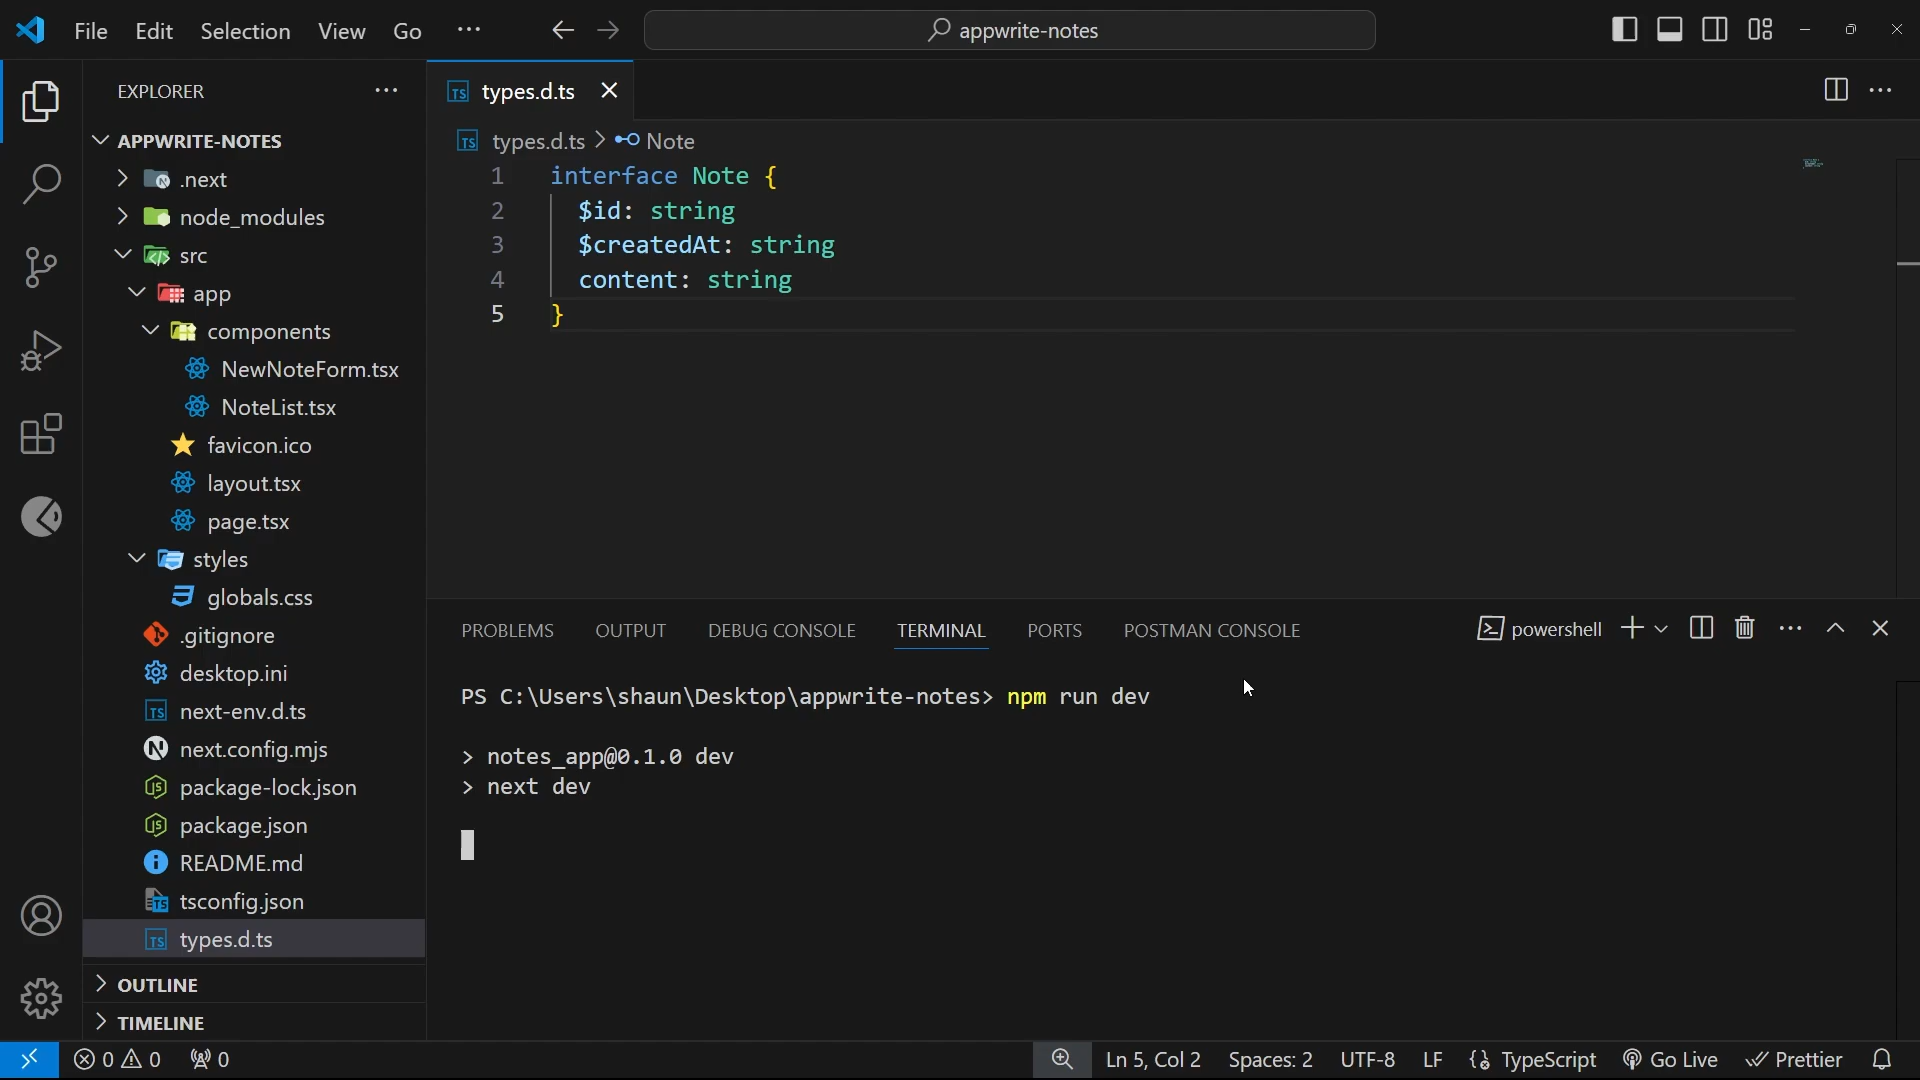 File Edit Selection View Go
appwrite-notes
EXPLORER
APPWRITE-NOTES
.next
node_modules
src
app
components
NewNoteForm.tsx
NoteList.tsx
favicon.ico
layout.tsx
page.tsx
styles
globals.css
.gitignore
desktop.ini
next-env.d.ts
next.config.mjs
package-lock.json
package.json
README.md
tsconfig.json
types.d.ts
OUTLINE
TIMELINE
types.d.ts
types.d.ts > Note
1 interface Note {
2 $id: string
3 $createdAt: string
4 content: string
5 }
PROBLEMS OUTPUT DEBUG CONSOLE TERMINAL PORTS POSTMAN CONSOLE
powershell
PS C:\Users\shaun\Desktop\appwrite-notes> npm run dev
> notes_app@0.1.0 dev
> next dev
0 0 0
Ln 5, Col 2 Spaces: 2 UTF-8 LF TypeScript Go Live Prettier